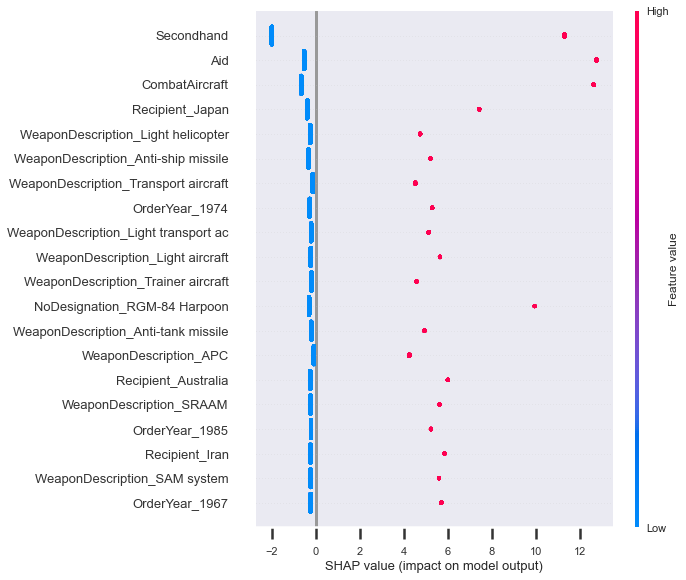 High
Secondhand
Aid
CombatAircraft
Recipient_Japan
WeaponDescription_Light helicopter
WeaponDescription_Anti-ship missile
WeaponDescription_Transport aircraft
OrderYear_1974
WeaponDescription_Light transport ac
WeaponDescription_Light aircraft
WeaponDescription_Trainer aircraft
NoDesignation_RGM-84 Harpoon
WeaponDescription_Anti-tank missile
WeaponDescription_APC
Recipient_Australia
WeaponDescription_SRAAM
OrderYear_1985
Recipient_Iran
WeaponDescription_SAM system
OrderYear_1967
Feature value
Low
−2 0 2 4 6 8 10 12
SHAP value (impact on model output)